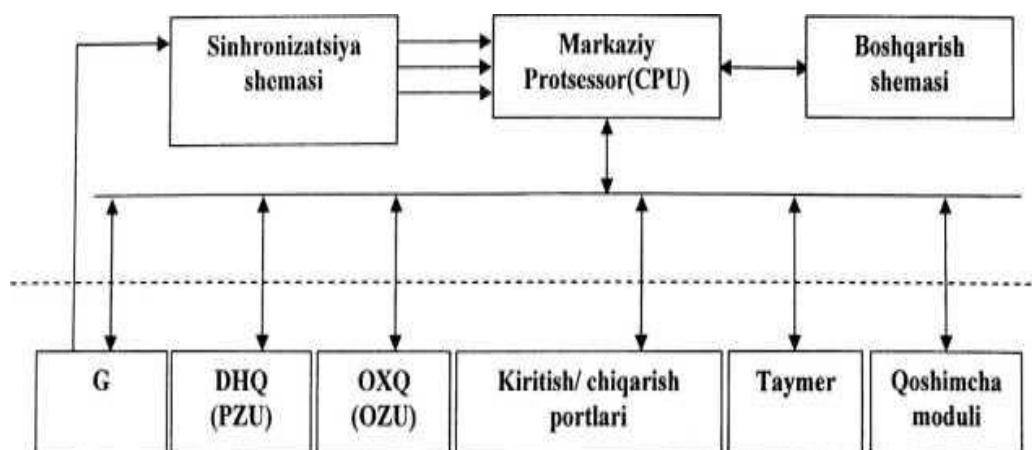 Sinhronizatsiya
shemasi
Markaziy
Protsessor(CPU)
Boshqarish
shemasi
G
DHQ
(PZU)
OXQ
(OZU)
Kiritish/ chiqarish
portlari
Taymer
Qoshimcha
moduli